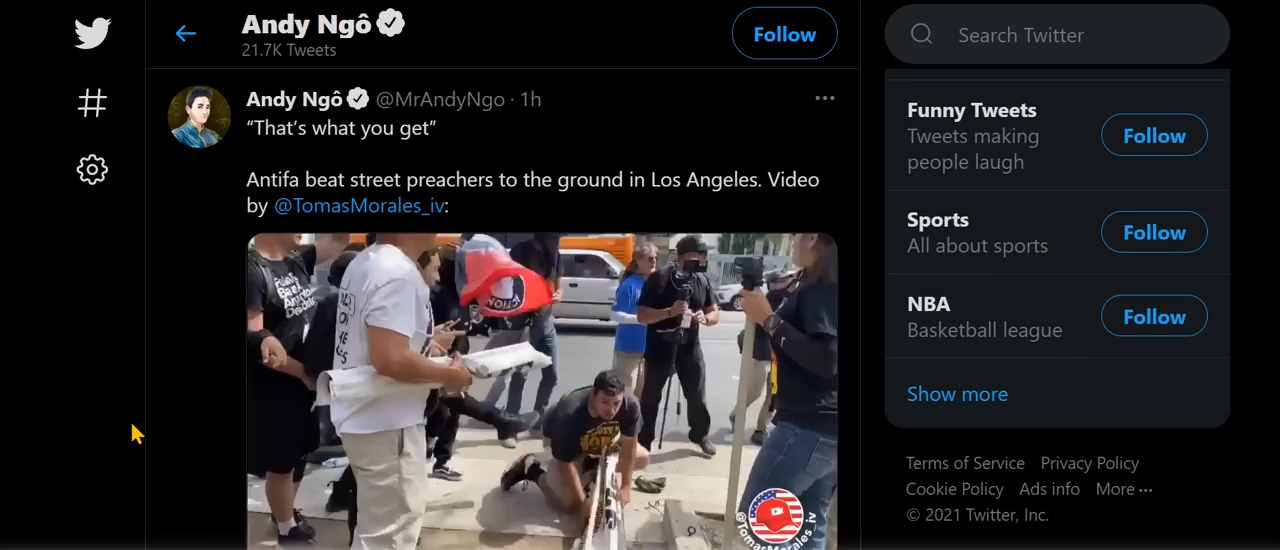 Andy Ngô
21.7K Tweets
Follow
Search Twitter
Andy Ngô @MrAndyNgo · 1h
“That’s what you get”
Antifa beat street preachers to the ground in Los Angeles. Video
by @TomasMorales_iv:
@TomasMorales_iv
Funny Tweets
Tweets making
people laugh
Follow
Sports
All about sports
Follow
NBA
Basketball league
Follow
Show more
Terms of Service Privacy Policy
Cookie Policy Ads info More ···
© 2021 Twitter, Inc.